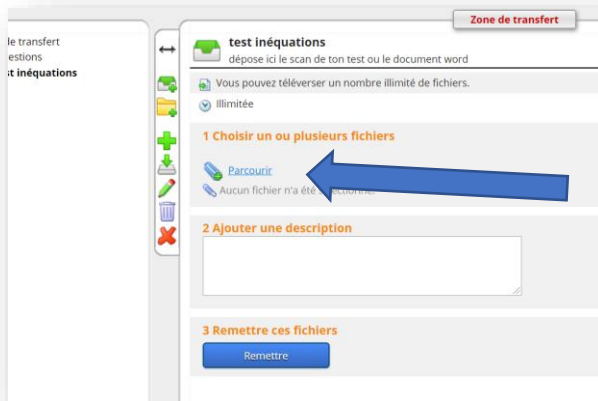 Zone de transfert
le transfert
estions
st inéquations
test inéquations
dépose ici le scan de ton test ou le document word
Vous pouvez téléverser un nombre illimité de fichiers.
Illimitée
1 Choisir un ou plusieurs fichiers
Parcourir
Aucun fichier n'a été
2 Ajouter une description
3 Remettre ces fichiers
Remettre